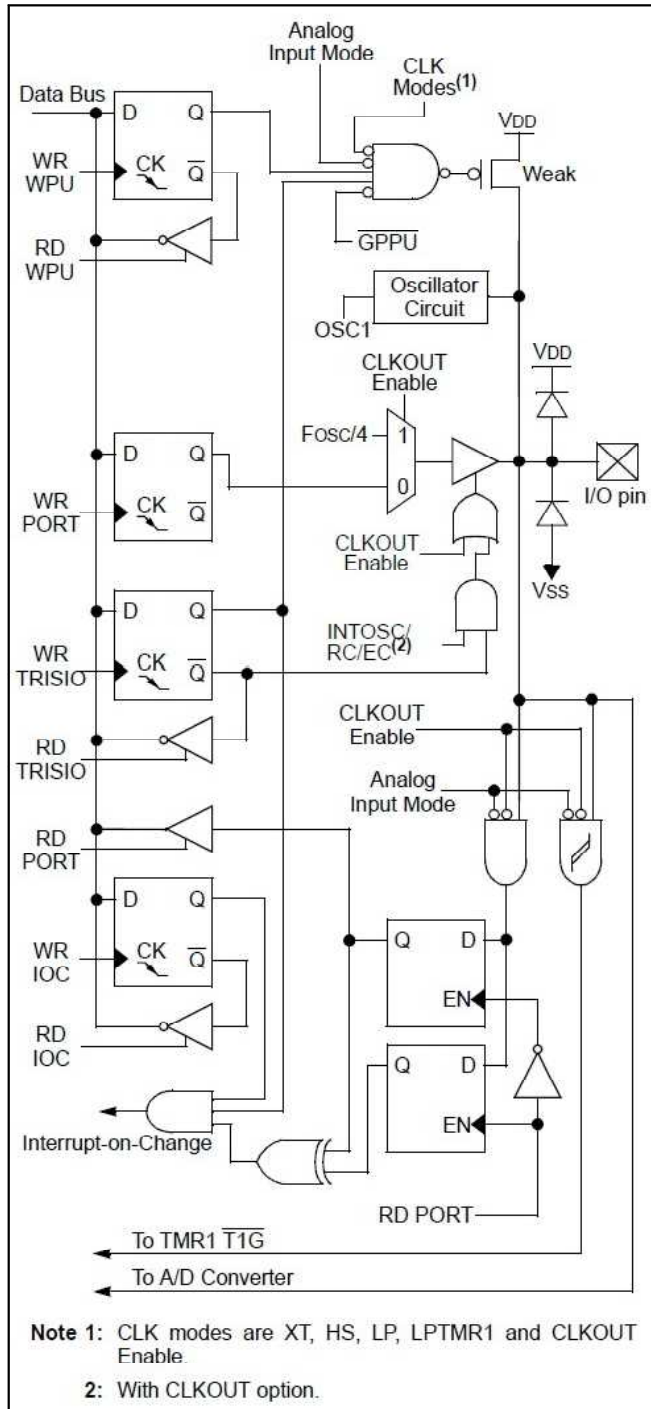 Analog
Input Mode
CLK
Modes(1)
Data Bus
D Q
VDD
WR
WPU
CK
Q
Weak
RD
WPU
GPPU
Oscillator
Circuit
OSC1
CLKOUT
Enable
VDD
FOSC/4
1
D Q
0
I/O pin
WR
PORT
CK
Q
CLKOUT
Enable
VSS
D Q
INTOSC/
RC/EC(2)
WR
TRISIO
CK
Q
CLKOUT
Enable
RD
TRISIO
Analog
Input Mode
RD
PORT
D Q
Q D
WR
IOC
CK
Q
EN
RD
IOC
Q D
EN
Interrupt-on-Change
RD PORT
To TMR1 T1G
To A/D Converter
Note 1: CLK modes are XT, HS, LP, LPTMR1 and CLKOUT
Enable.
2: With CLKOUT option.